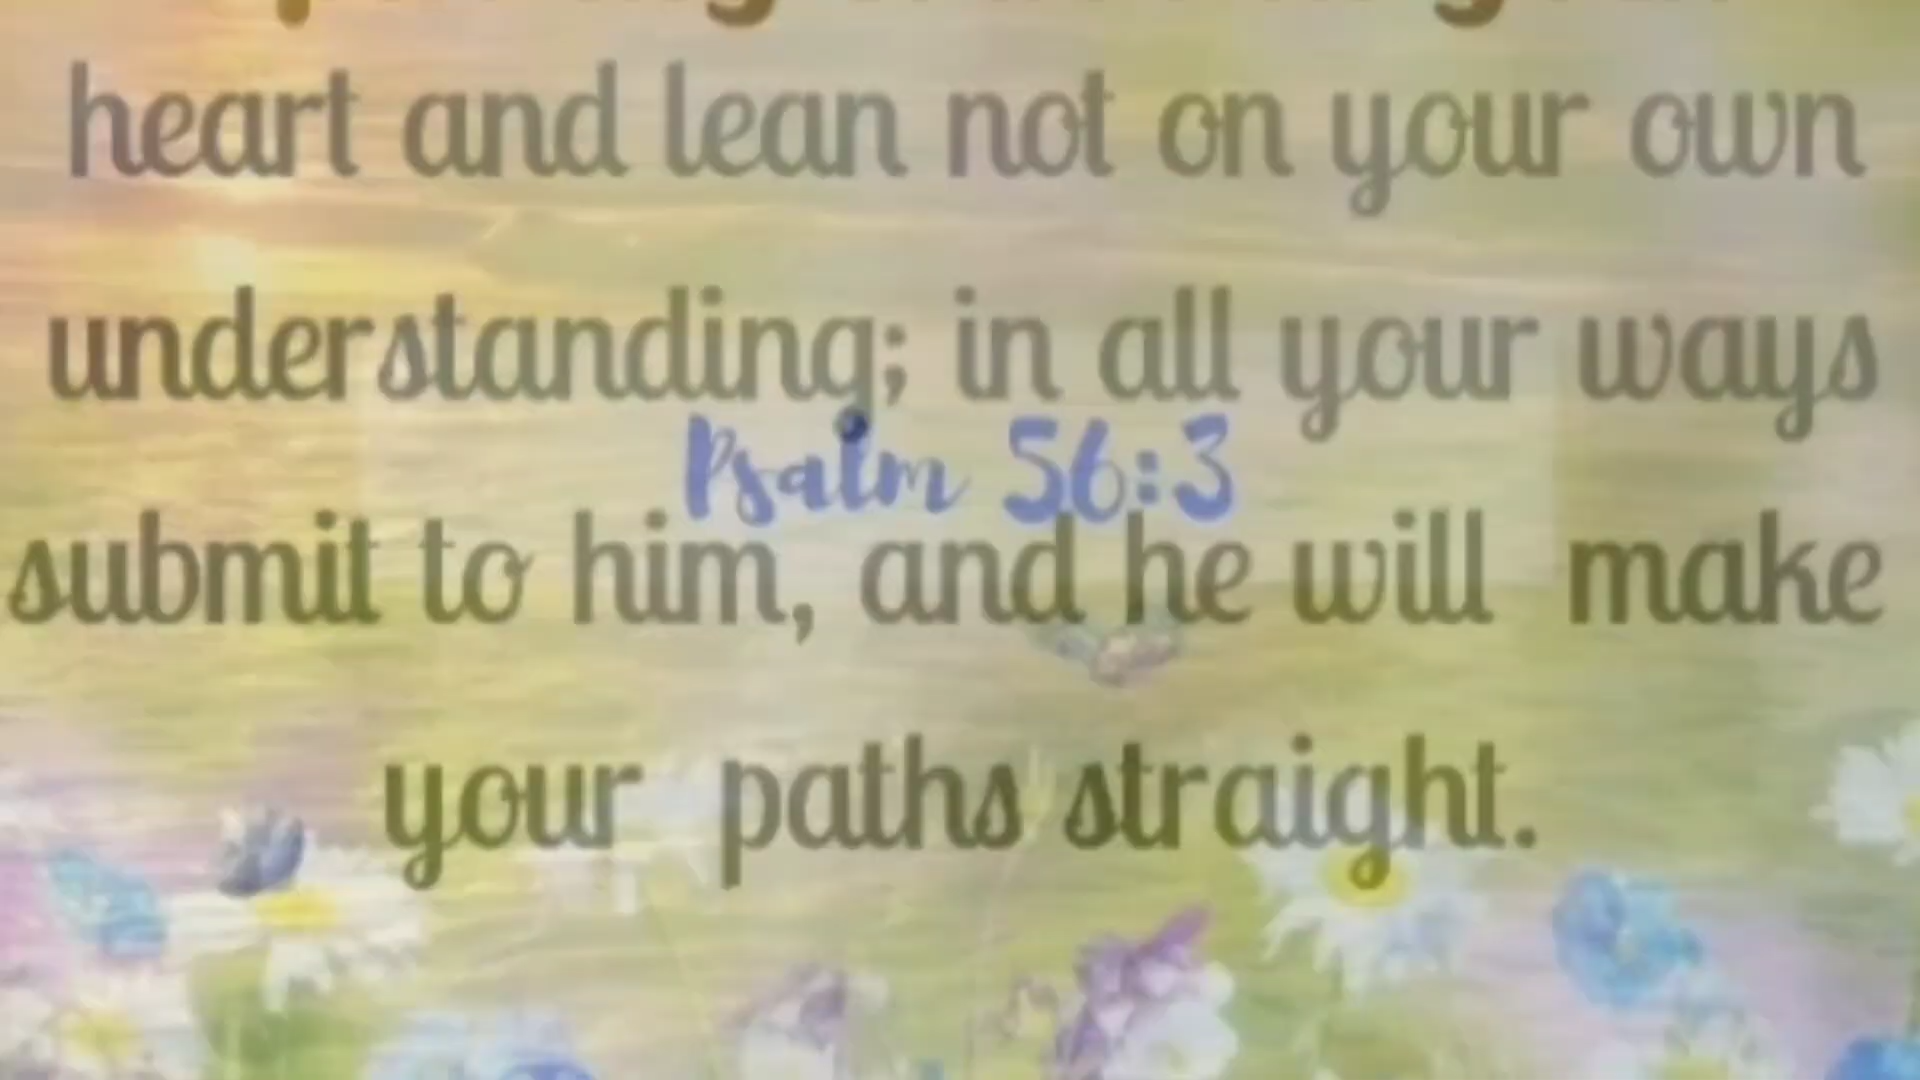 heart and lean not on your own
understanding; in all your ways
Psalm 56:3
submit to him, and he will make
your paths straight.